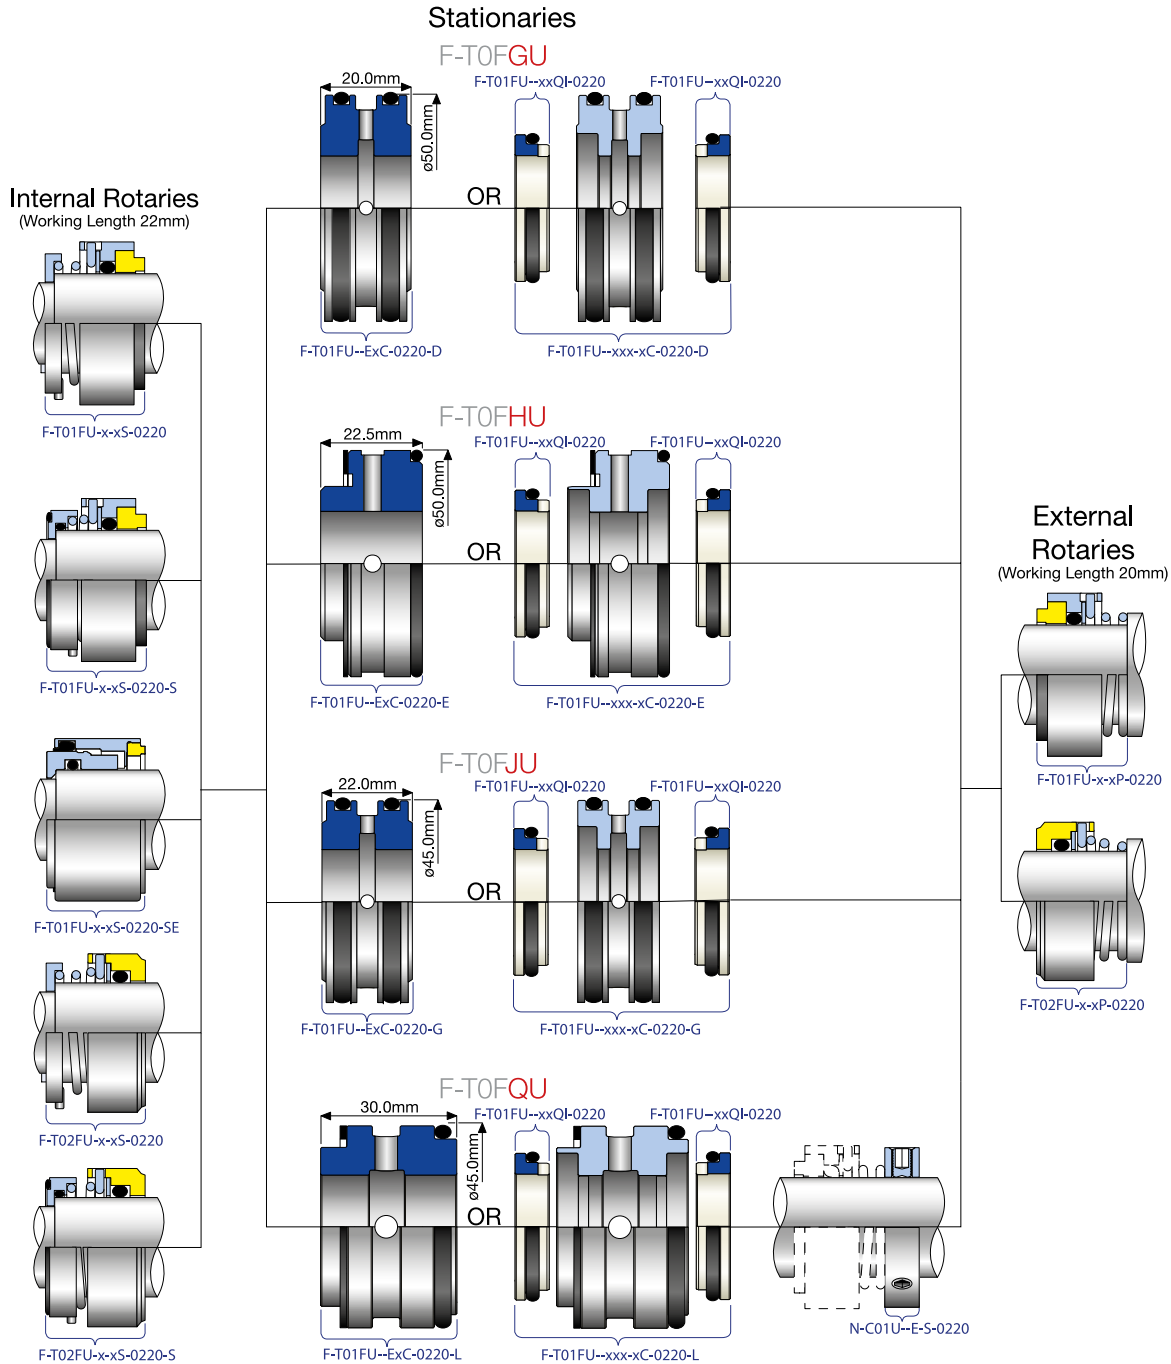 Stationaries
F-T0FGU
F-T01FU--xxQI-0220
F-T01FU--xxQI-0220
20.0mm
ø50.0mm
OR
F-T01FU--ExC-0220-D
F-T01FU--xxx-xC-0220-D
Internal Rotaries
(Working Length 22mm)
F-T01FU-x-xS-0220
F-T01FU-x-xS-0220-S
F-T01FU-x-xS-0220-SE
F-T02FU-x-xS-0220
F-T02FU-x-xS-0220-S
F-T0FHU
F-T01FU--xxQI-0220
F-T01FU--xxQI-0220
22.5mm
ø50.0mm
OR
F-T01FU--ExC-0220-E
F-T01FU--xxx-xC-0220-E
F-T0FJU
F-T01FU--xxQI-0220
F-T01FU--xxQI-0220
22.0mm
ø45.0mm
OR
F-T01FU--ExC-0220-G
F-T01FU--xxx-xC-0220-G
F-T0FQU
F-T01FU--xxQI-0220
F-T01FU--xxQI-0220
30.0mm
ø45.0mm
OR
F-T01FU--ExC-0220-L
F-T01FU--xxx-xC-0220-L
External
Rotaries
(Working Length 20mm)
F-T01FU-x-xP-0220
F-T02FU-x-xP-0220
N-C01U--E-S-0220